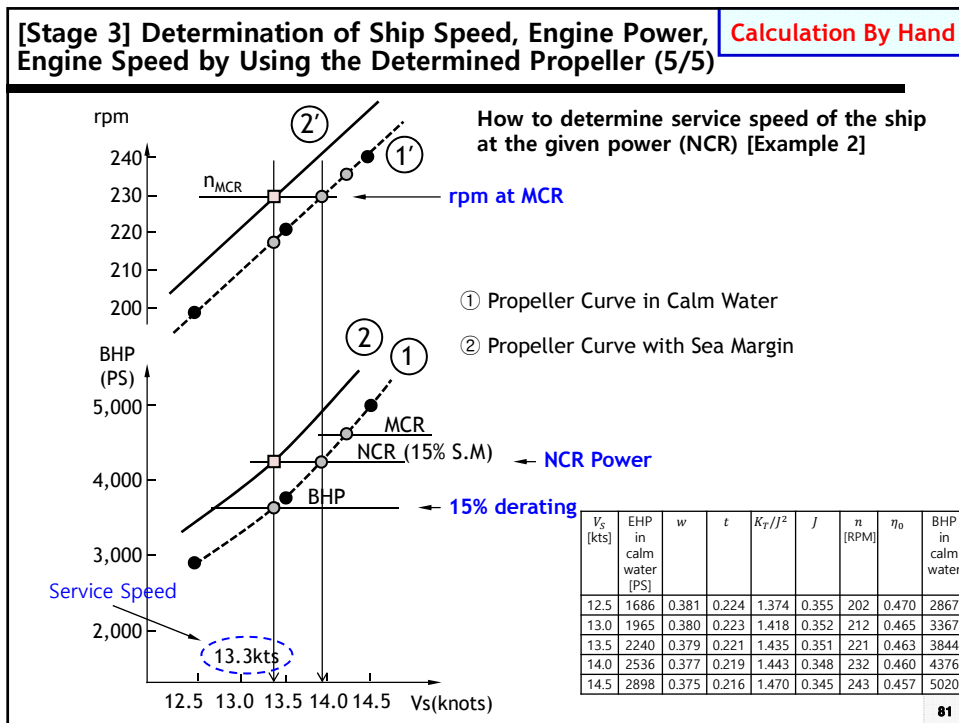 [Stage 3] Determination of Ship Speed, Engine Power,
Engine Speed by Using the Determined Propeller (5/5)
Calculation By Hand
How to determine service speed of the ship
at the given power (NCR) [Example 2]
rpm
240
230
220
210
200
n_MCR
②'
①'
rpm at MCR
① Propeller Curve in Calm Water
② Propeller Curve with Sea Margin
BHP
(PS)
5,000
4,000
3,000
2,000
②
①
MCR
NCR (15% S.M)
BHP
NCR Power
15% derating
Service Speed
13.3kts
12.5 13.0 13.5 14.0 14.5 Vs(knots)
V_S [kts] EHP in calm water [PS] w t K_T/J² J n [RPM] η₀ BHP in calm water
12.5 1686 0.381 0.224 1.374 0.355 202 0.470 2867
13.0 1965 0.380 0.223 1.418 0.352 212 0.465 3367
13.5 2240 0.379 0.221 1.435 0.351 221 0.463 3844
14.0 2536 0.377 0.219 1.443 0.348 232 0.460 4376
14.5 2898 0.375 0.216 1.470 0.345 243 0.457 5020
81